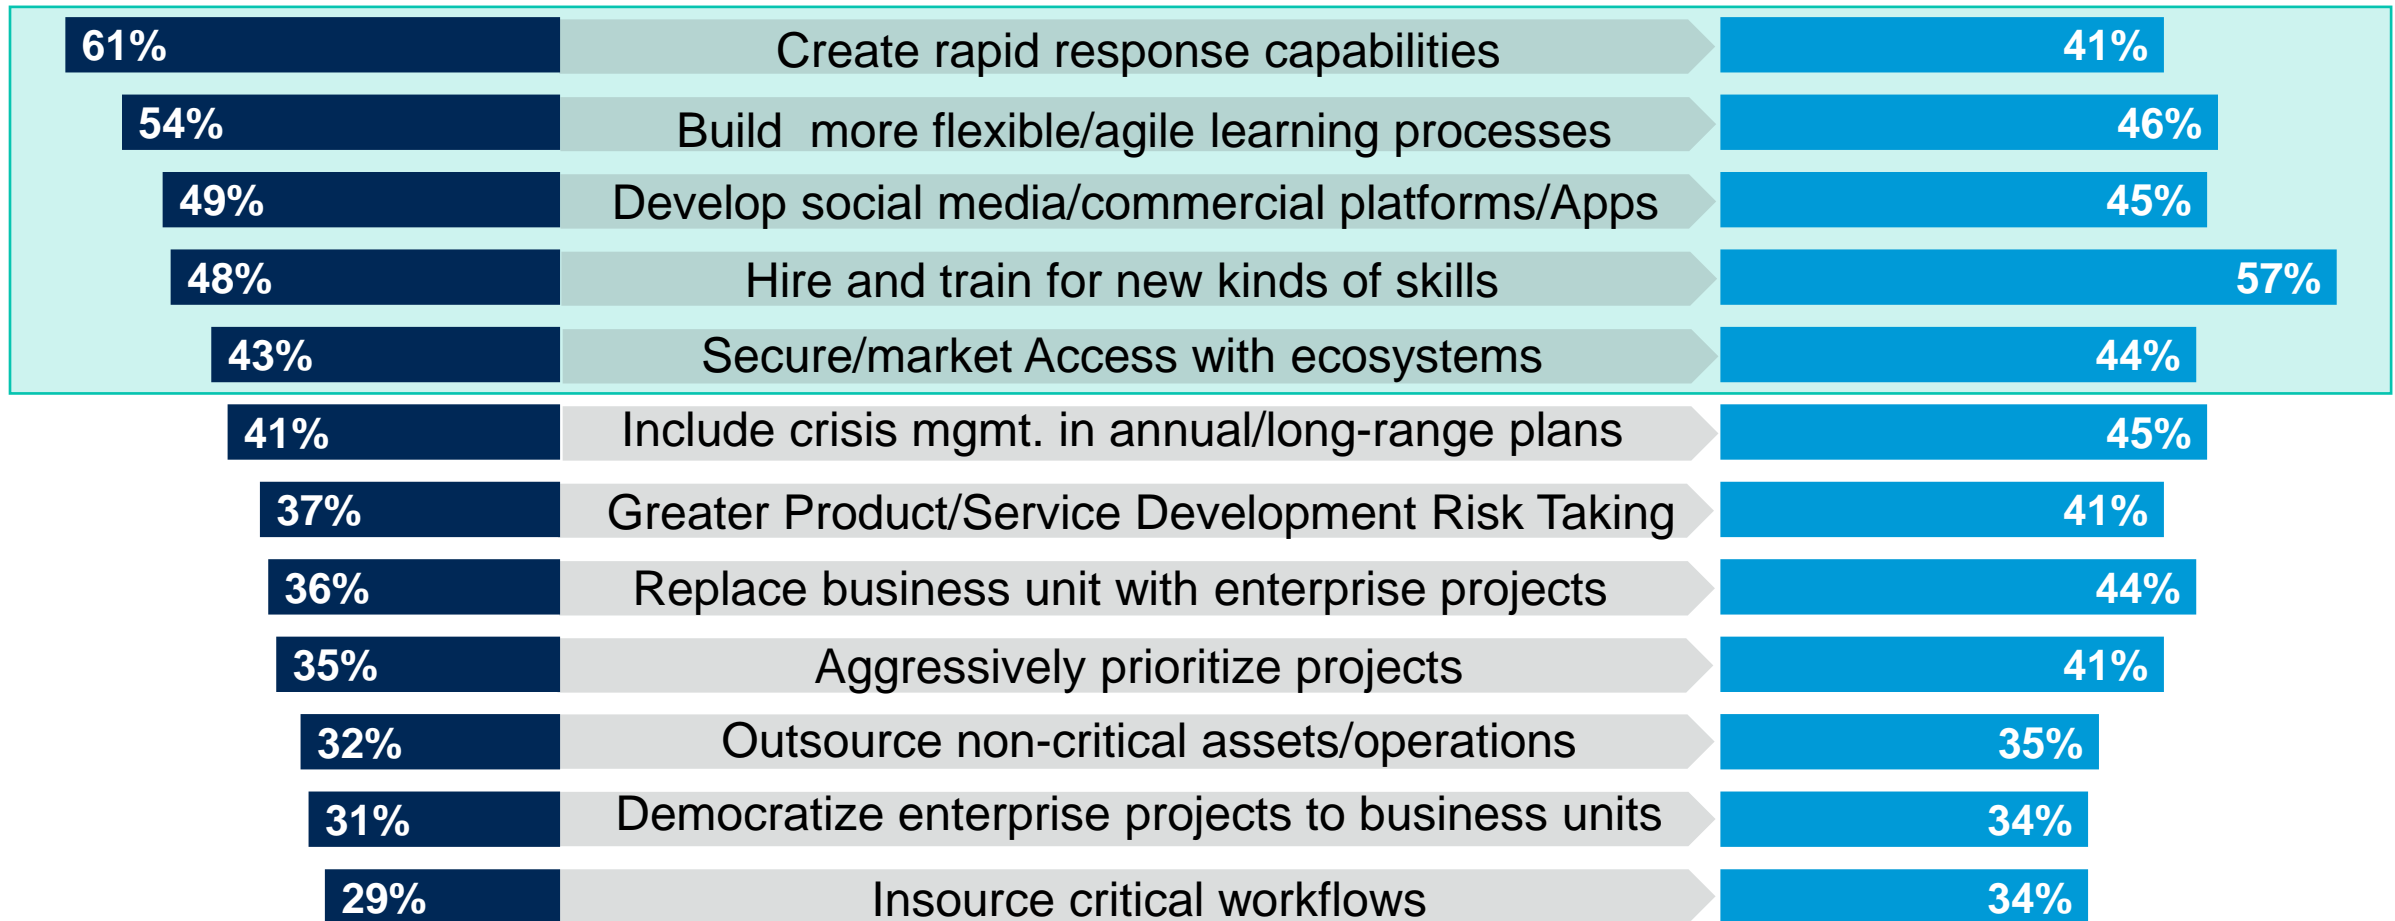 61% Create rapid response capabilities 41%
54% Build  more flexible/agile learning processes 46%
49% Develop social media/commercial platforms/Apps 45%
48% Hire and train for new kinds of skills 57%
43% Secure/market Access with ecosystems 44%
41% Include crisis mgmt. in annual/long-range plans 45%
37% Greater Product/Service Development Risk Taking 41%
36% Replace business unit with enterprise projects 44%
35% Aggressively prioritize projects 41%
32% Outsource non-critical assets/operations 35%
31% Democratize enterprise projects to business units 34%
29% Insource critical workflows 34%